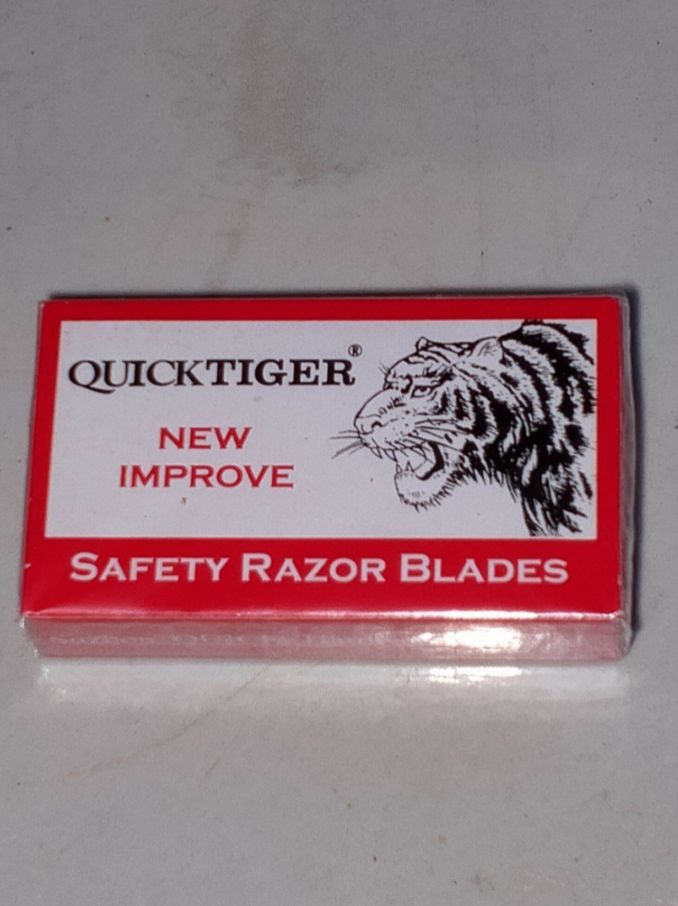 QUICKTIGER®
NEW
IMPROVE
SAFETY RAZOR BLADES